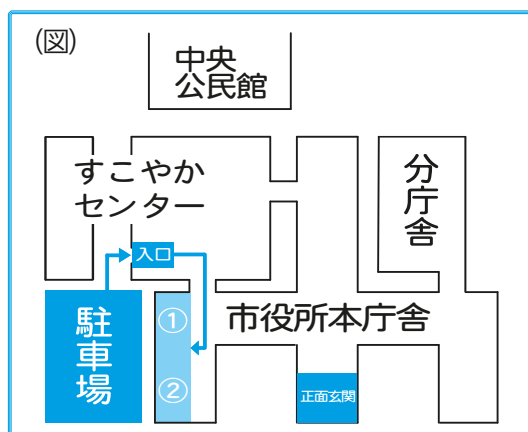 (図)
中央
公民館
すこやか
センター
分庁舎
入口
駐車場
①
②
市役所本庁舎
正面玄関